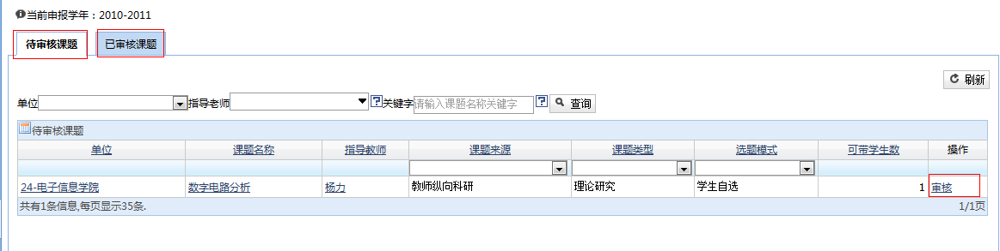 当前申报学年：2010-2011
待审核课题 已审核课题
刷新
单位 指导老师 ? 关键字 请输入课题名称关键字 ? 查询
待审核课题
单位 课题名称 指导教师 课题来源 课题类型 选题模式 可带学生数 操作
24-电子信息学院 数字电路分析 杨力 教师纵向科研 理论研究 学生自选 1 审核
共有1条信息,每页显示35条. 1/1页